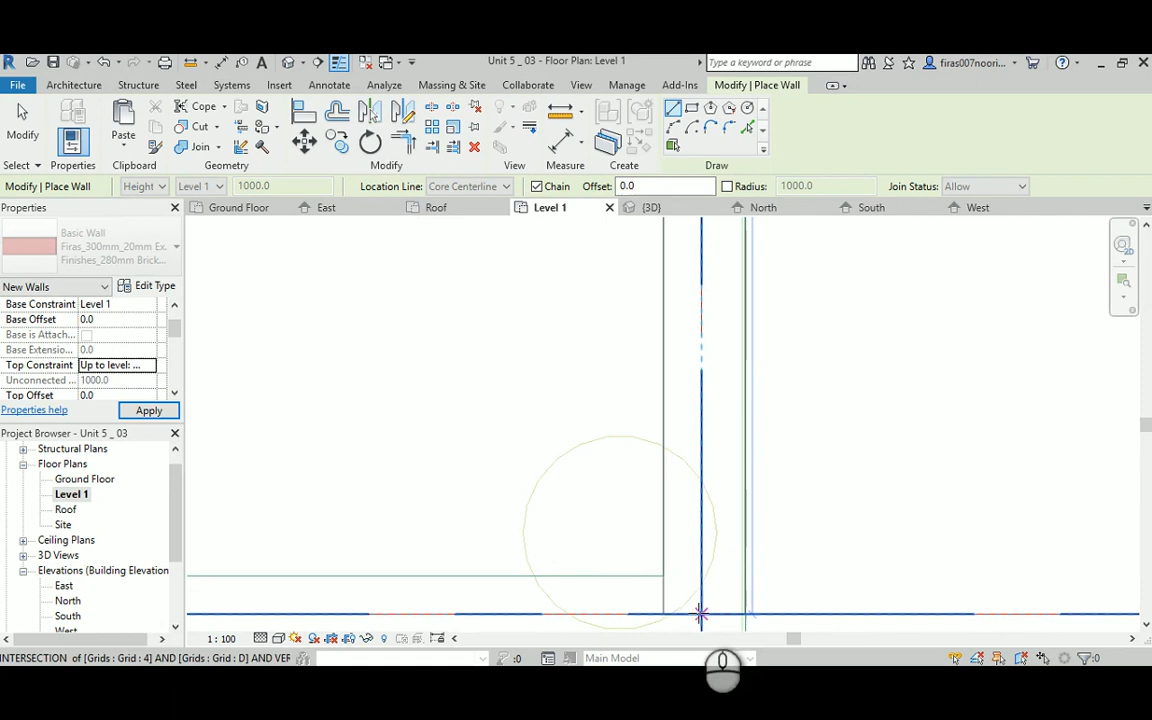 Unit 5 _ 03 - Floor Plan: Level 1
Type a keyword or phrase
firas007noori...
File
Architecture
Structure
Steel
Systems
Insert
Annotate
Analyze
Massing & Site
Collaborate
View
Manage
Add-Ins
Modify | Place Wall
Modify
Paste
Cope
Cut
Join
Select
Properties
Clipboard
Geometry
Modify
View
Measure
Create
Draw
Modify | Place Wall
Height
Level 1
1000.0
Location Line:
Core Centerline
Chain
Offset:
0.0
Radius:
1000.0
Join Status:
Allow
Properties
Ground Floor
East
Roof
Level 1
{3D}
North
South
West
Basic Wall
Firas_300mm_20mm Ex...
Finishes_280mm Brick...
New Walls
Edit Type
Base Constraint Level 1
Base Offset 0.0
Base is Attach...
Base Extensio... 0.0
Top Constraint Up to level: ...
Unconnected ... 1000.0
Top Offset 0.0
Properties help
Apply
Project Browser - Unit 5 _ 03
Structural Plans
Floor Plans
Ground Floor
Level 1
Roof
Site
Ceiling Plans
3D Views
Elevations (Building Elevation
East
North
South
West
1 : 100
INTERSECTION of [Grids : Grid : 4] AND [Grids : Grid : D] AND VER
:0
Main Model
:0